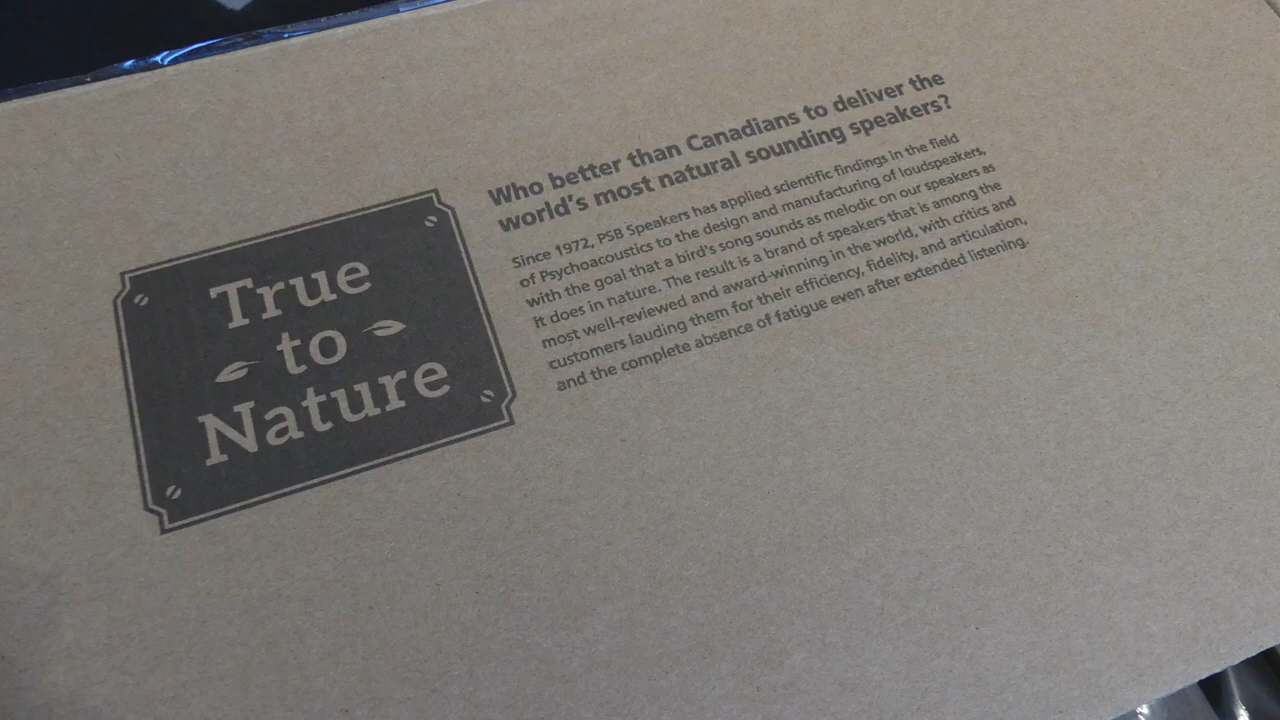 True
to
Nature
Who better than Canadians to deliver the
world's most natural sounding speakers?
Since 1972, PSB Speakers has applied scientific findings in the field
of Psychoacoustics to the design and manufacturing of loudspeakers,
with the goal that a bird's song sounds as melodic on our speakers as
it does in nature. The result is a brand of speakers that is among the
most well-reviewed and award-winning in the world, with critics and
customers lauding them for their efficiency, fidelity, and articulation,
and the complete absence of fatigue even after extended listening.